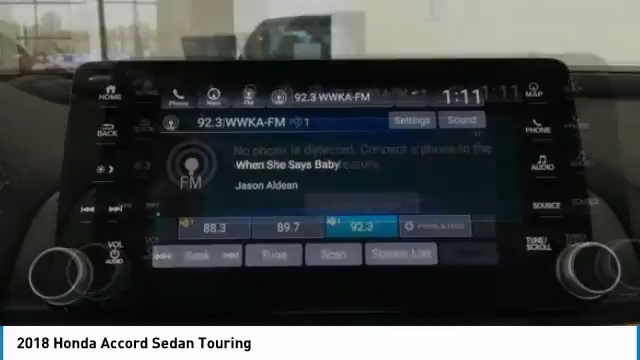 HOME
Phone
92.3 WWKA-FM
1:11
MAP
92.3 WWKA-FM
1
Settings
Sound
BACK
PHONE
No phone is detected. Connect a phone to the
When She Says Baby
FM
Jason Aldean
AUDIO
1 88.3
89.7
1 92.3
SOURCE
VOL
AUDIO
Seek
Tune
Scan
Station List
TUNE/
SCROLL
2018 Honda Accord Sedan Touring